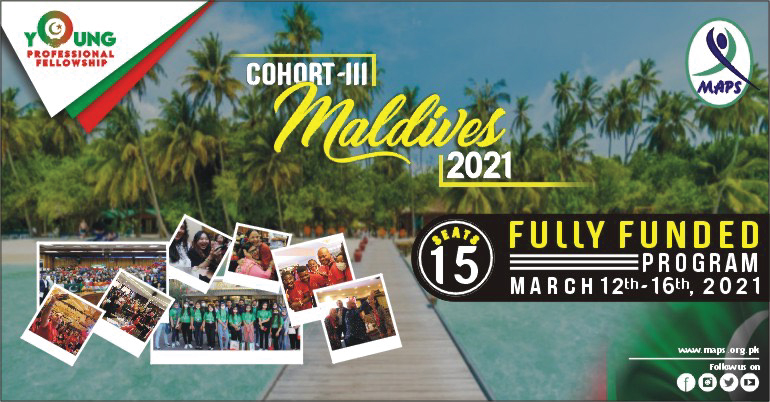 YOUNG
PROFESSIONAL
FELLOWSHIP
MAPS
COHORT-III
Maldives
2021
SEATS
15
FULLY FUNDED
PROGRAM
MARCH 12th-16th, 2021
www.maps.org.pk
Follow us on